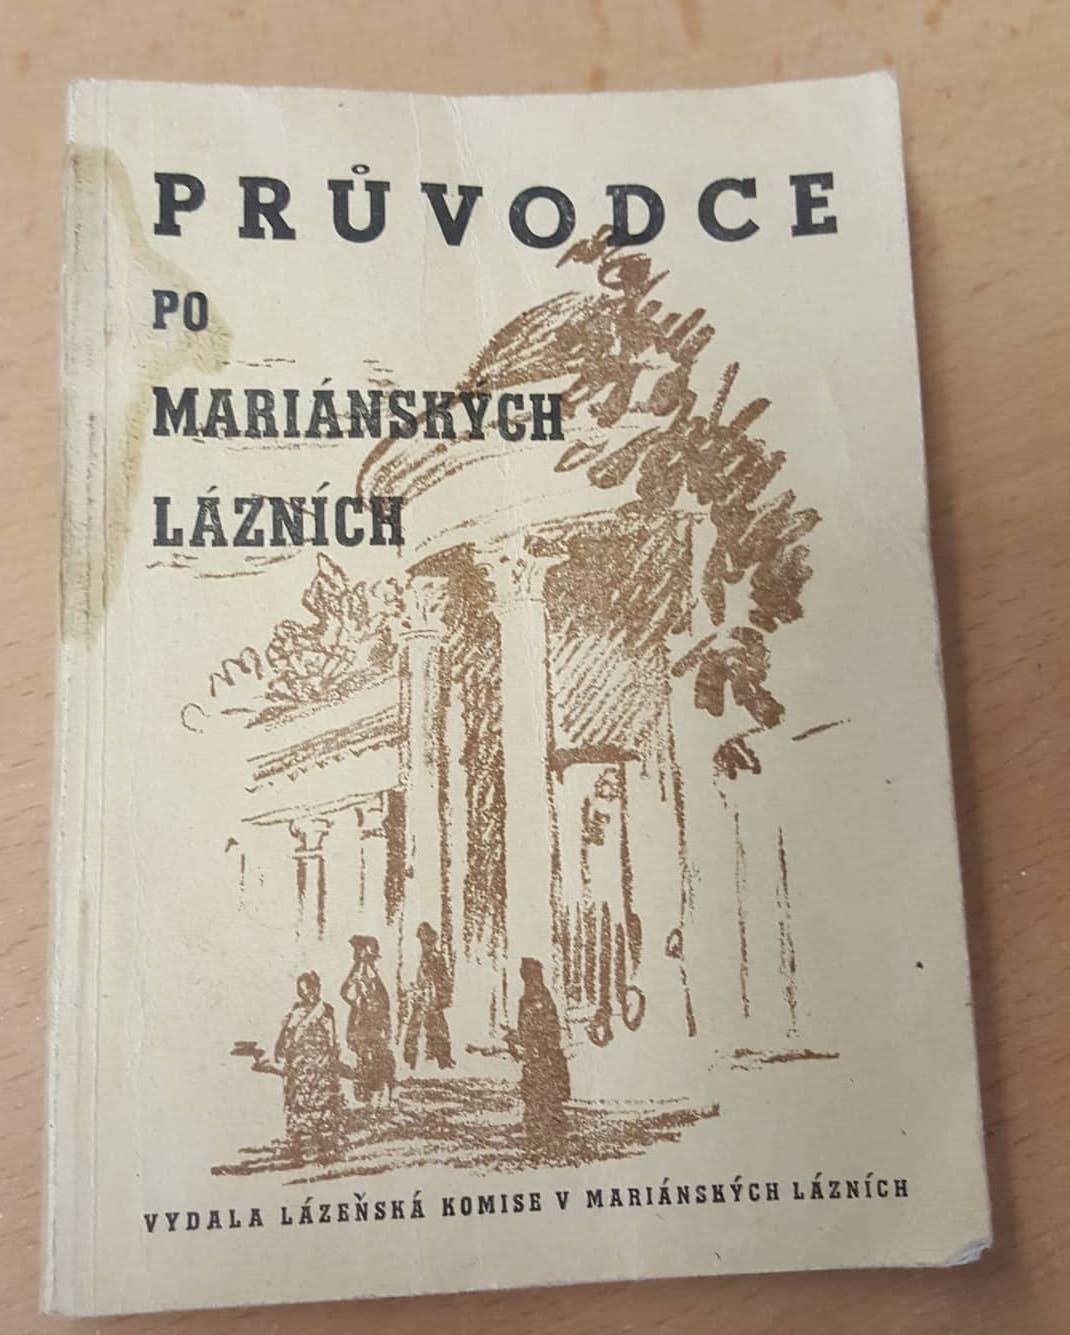 PRŮVODCE
PO
MARIÁNSKÝCH
LÁZNÍCH
VYDALA LÁZEŇSKÁ KOMISE V MARIÁNSKÝCH LÁZNÍCH